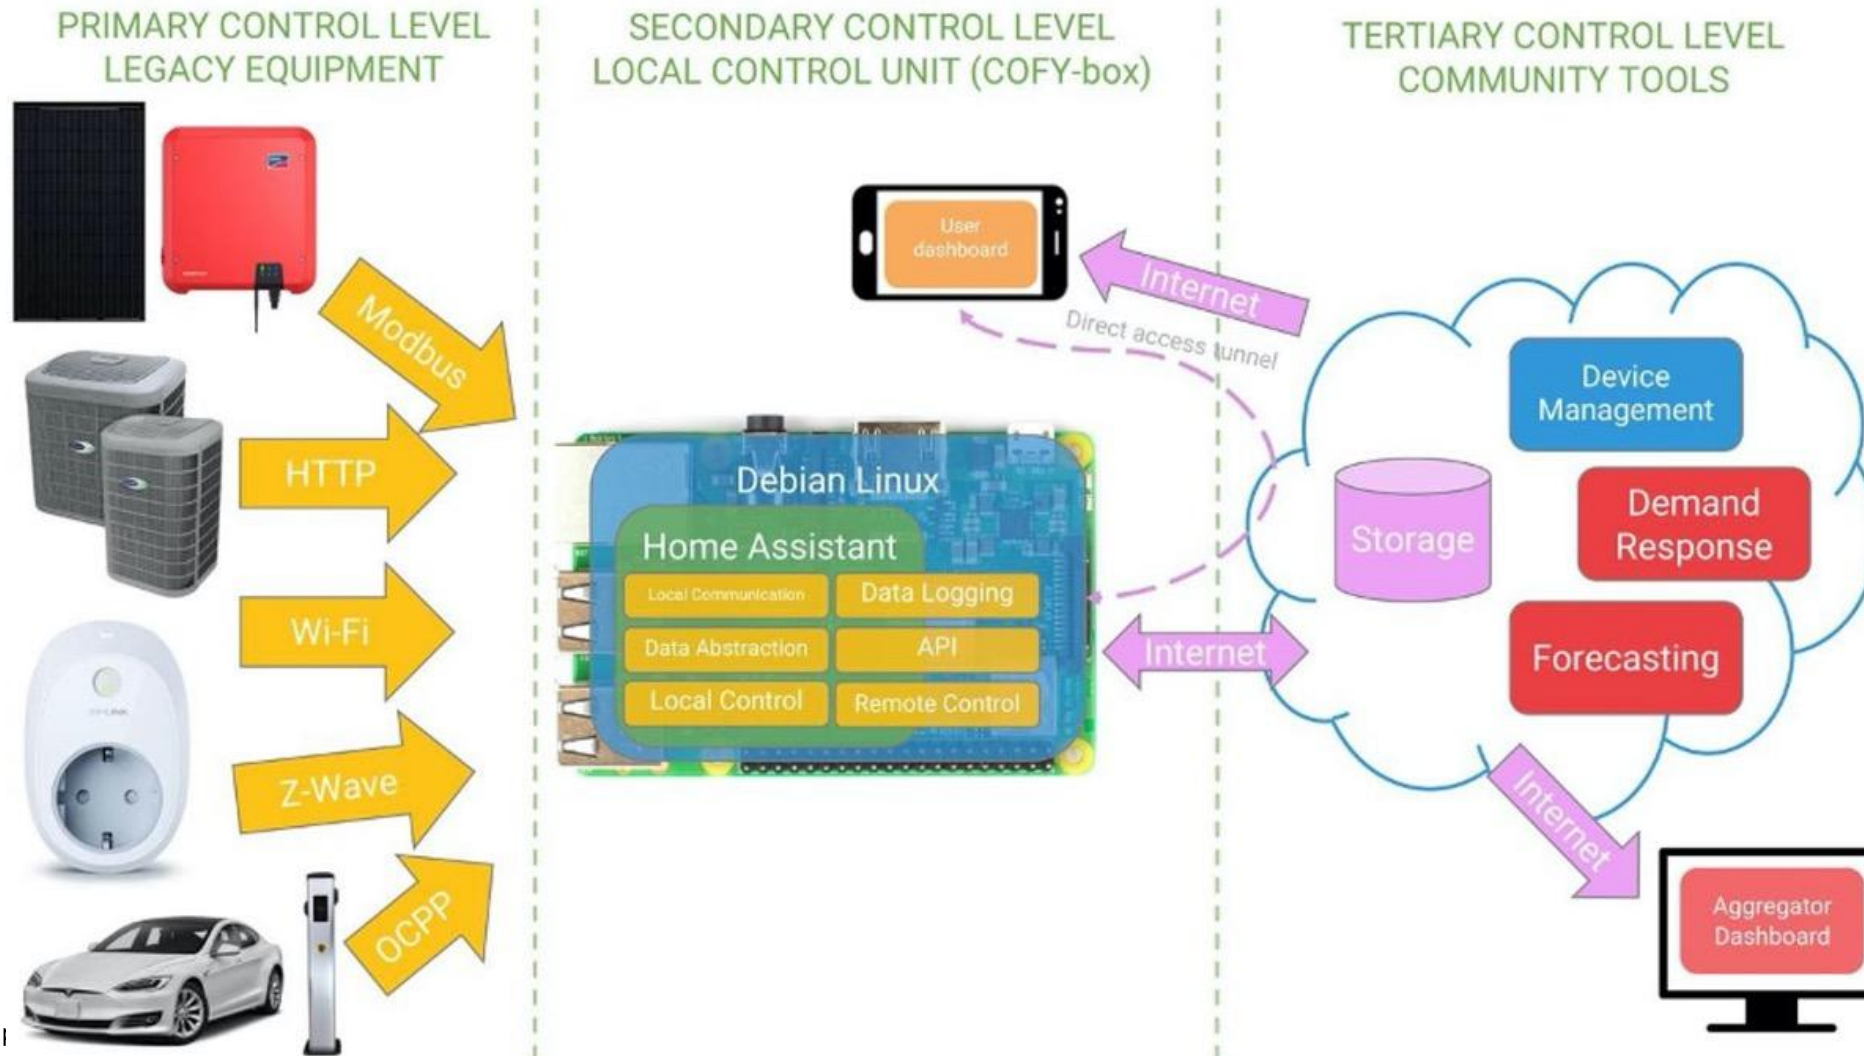 PRIMARY CONTROL LEVEL
LEGACY EQUIPMENT
SECONDARY CONTROL LEVEL
LOCAL CONTROL UNIT (COFY-box)
TERTIARY CONTROL LEVEL
COMMUNITY TOOLS
Modbus
HTTP
Wi-Fi
Z-Wave
OCPP
User
dashboard
Internet
Direct access tunnel
Debian Linux
Home Assistant
Local Communication
Data Logging
Data Abstraction
API
Local Control
Remote Control
Internet
Device
Management
Storage
Demand
Response
Forecasting
Internet
Aggregator
Dashboard